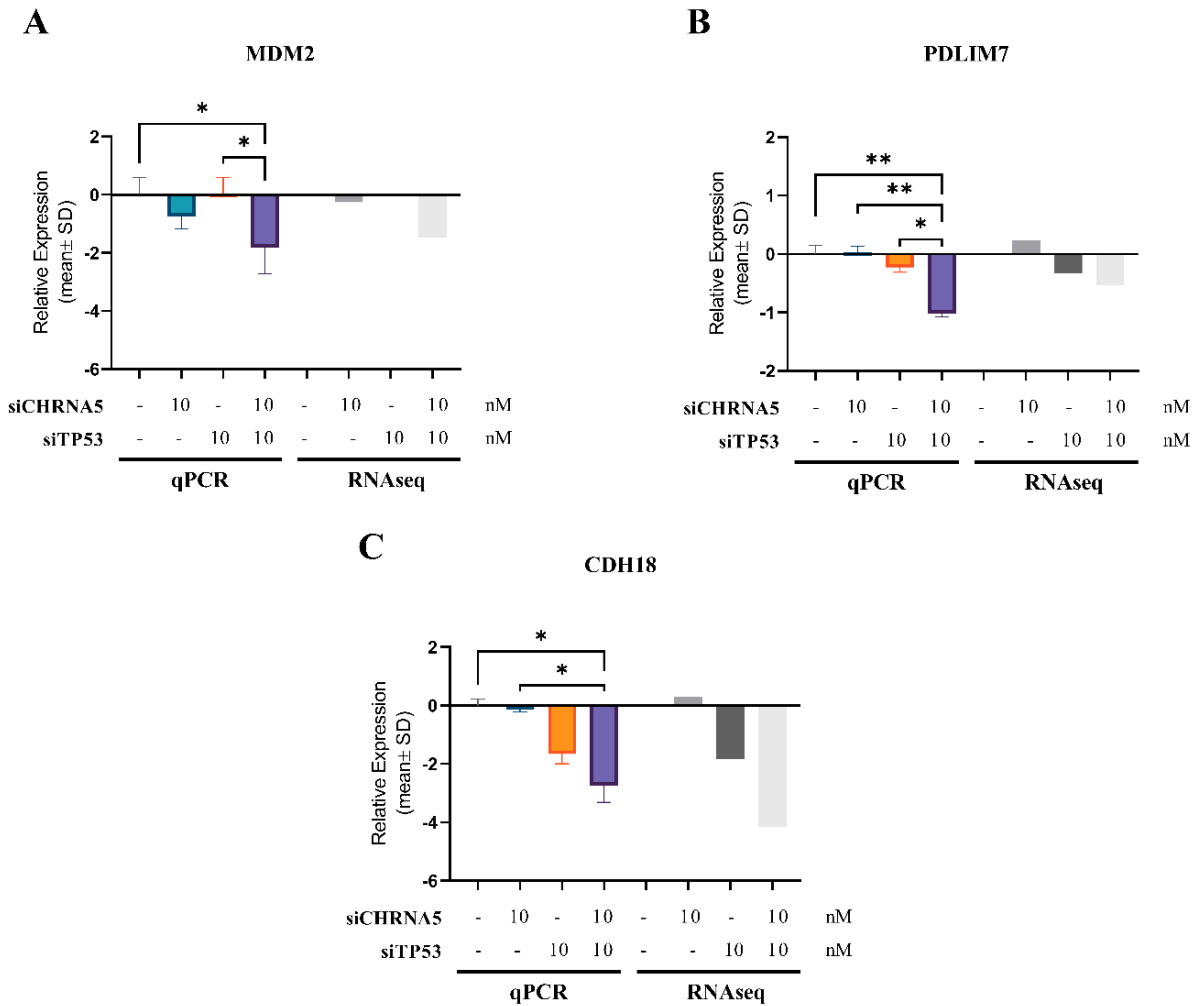 A
MDM2
Relative Expression
(mean± SD)
2
0
-2
-4
-6
*
*
siCHRNA5 - 10 - 10 - 10 - 10 nM
siTP53 - - 10 10 - - 10 10 nM
qPCR RNAseq
B
PDLIM7
Relative Expression
(mean± SD)
2
1
0
-1
-2
**
**
*
siCHRNA5 - 10 - 10 - 10 - 10 nM
siTP53 - - 10 10 - - 10 10 nM
qPCR RNAseq
C
CDH18
Relative Expression
(mean± SD)
2
0
-2
-4
-6
*
*
siCHRNA5 - 10 - 10 - 10 - 10 nM
siTP53 - - 10 10 - - 10 10 nM
qPCR RNAseq